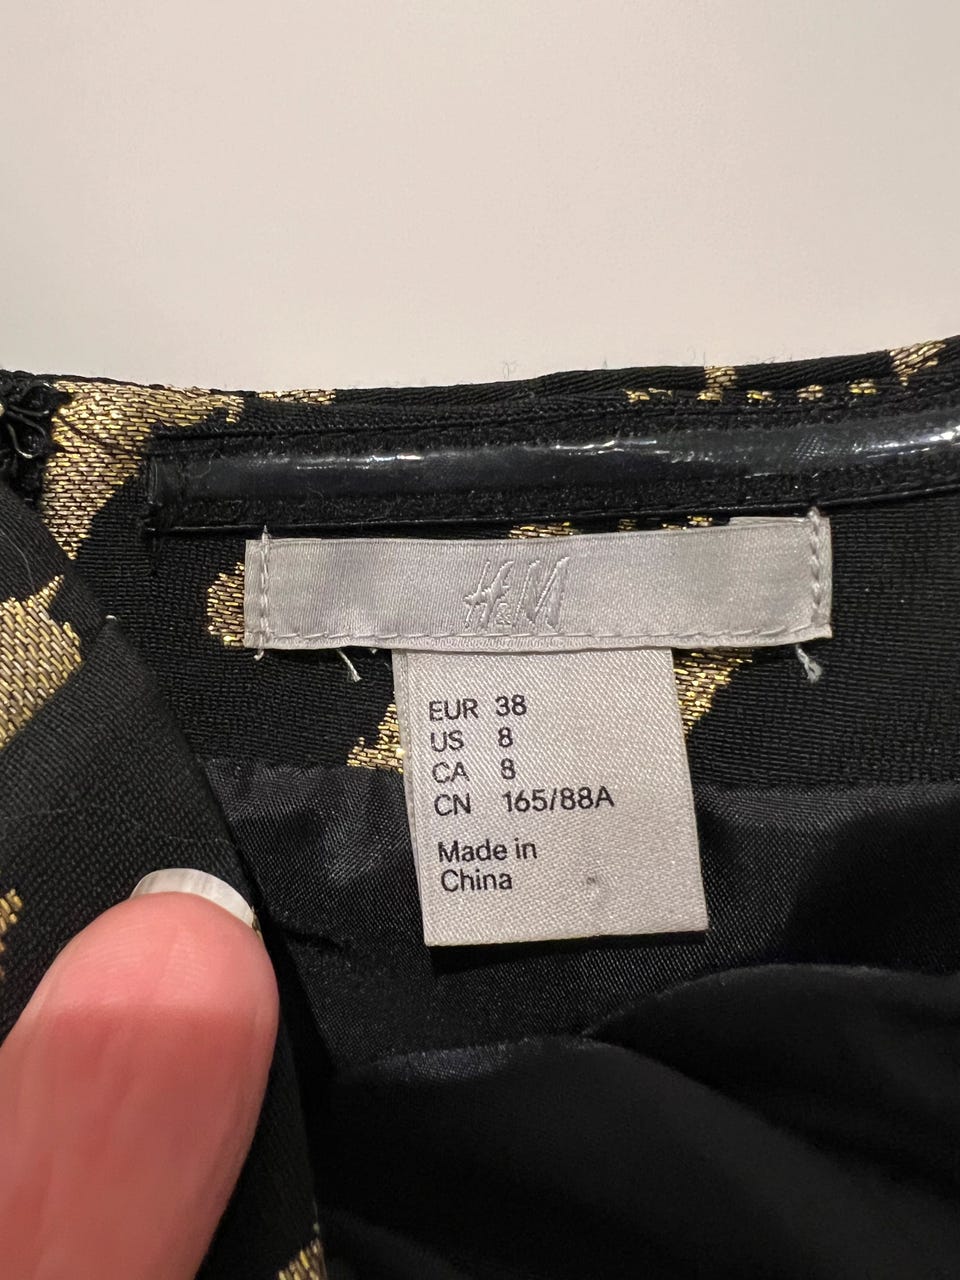 H&M
EUR 38
US 8
CA 8
CN 165/88A
Made in
China